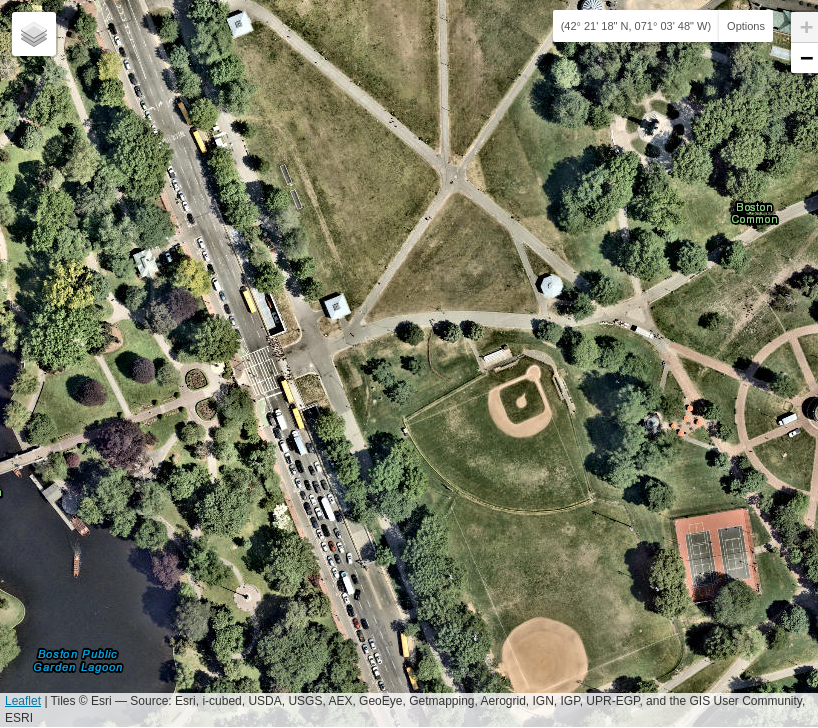 (42° 21' 18" N, 071° 03' 48" W) Options
+
−
Boston
Common
Boston Public
Garden Lagoon
Leaflet | Tiles © Esri — Source: Esri, i-cubed, USDA, USGS, AEX, GeoEye, Getmapping, Aerogrid, IGN, IGP, UPR-EGP, and the GIS User Community,
ESRI